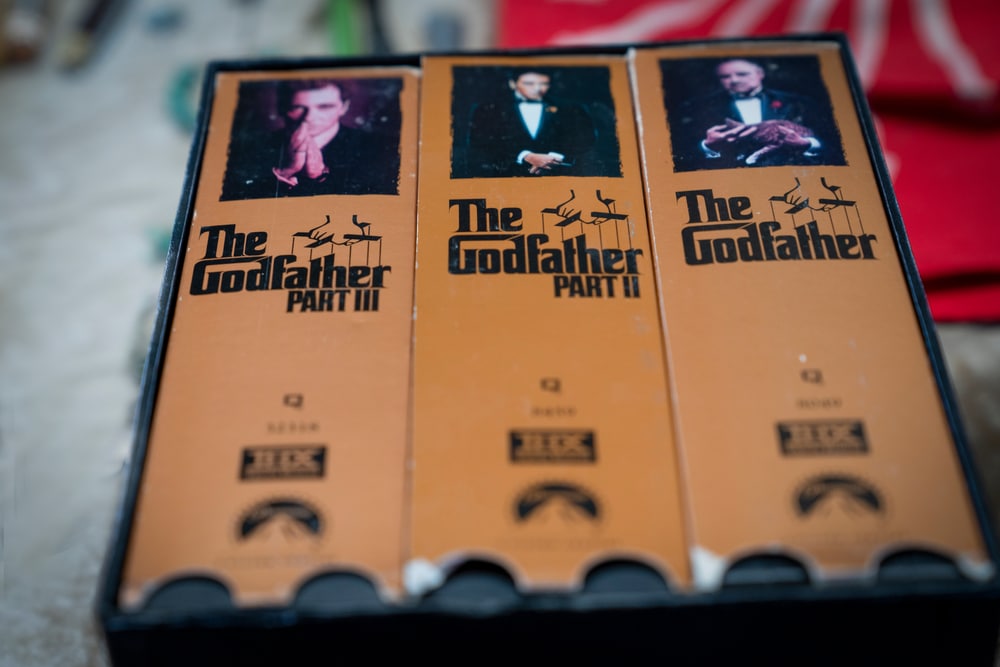 The
Godfather
PART III
THX
The
Godfather
PART II
THX
The
Godfather
THX